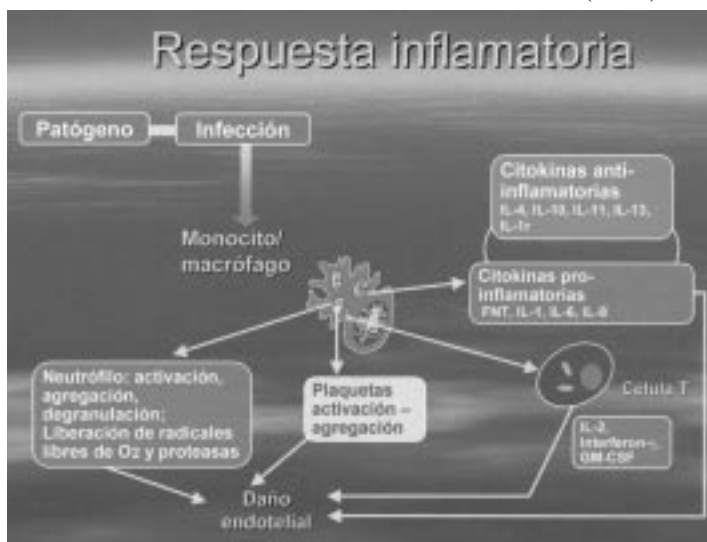 Respuesta inflamatoria
Patógeno
Infección
Monocito/
macrófago
Citokinas anti-
inflamatorias
IL-4, IL-10, IL-11, IL-13,
Citokinas pro-
inflamatorias
FNT, IL-1, IL-6, IL-8
Neutrófilo: activación,
agregación,
degranulación;
Liberación de radicales
libres de O2 y proteasas
Plaquetas
activación –
agregación
Célula T
IL-2,
Interferon-
GM-CSF
Daño
endotelial